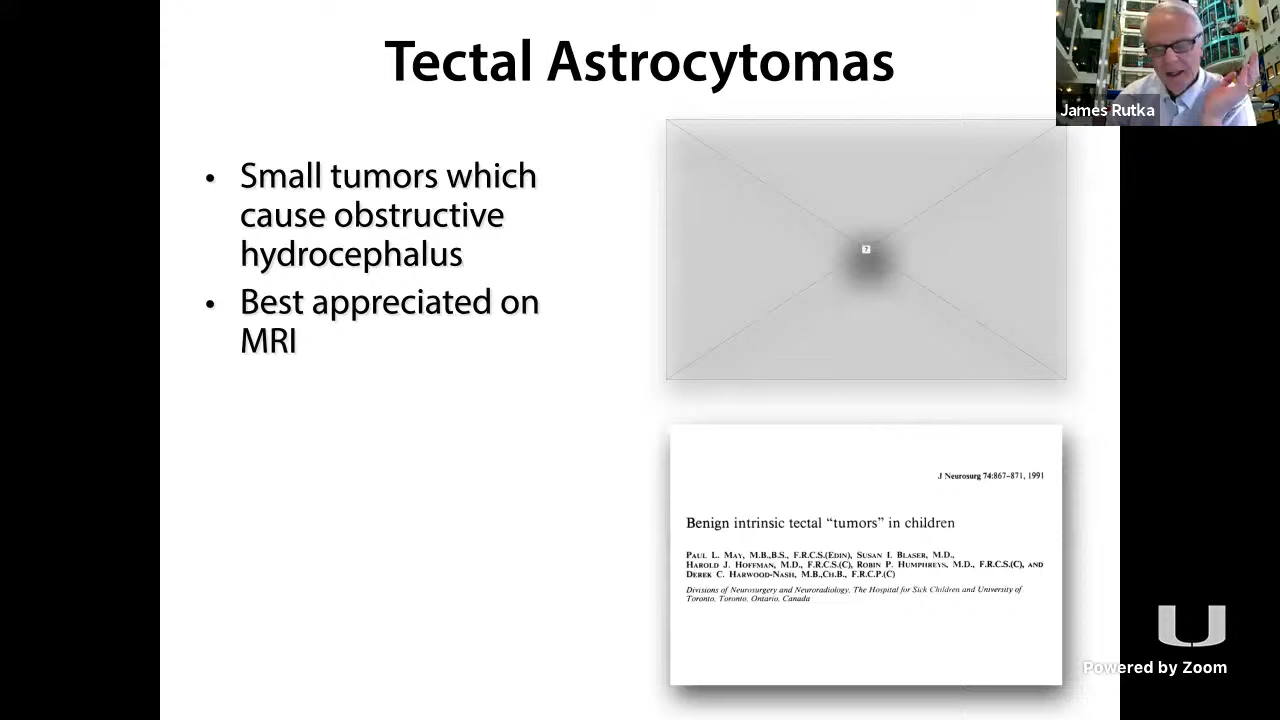 Tectal Astrocytomas
James Rutka
• Small tumors which
cause obstructive
hydrocephalus
• Best appreciated on
MRI
?
J Neurosurg 74:867–871, 1991
Benign intrinsic tectal “tumors” in children
PAUL L. MAY, M.B.,B.S., F.R.C.S.(EDIN), SUSAN I. BLASER, M.D.,
HAROLD J. HOFFMAN, M.D., F.R.C.S.(C), ROBIN P. HUMPHREYS, M.D., F.R.C.S.(C), AND
DEREK C. HARWOOD-NASH, M.B.,CH.B., F.R.C.P.(C)
Divisions of Neurosurgery and Neuroradiology, The Hospital for Sick Children and University of
Toronto, Toronto, Ontario, Canada
U
Powered by Zoom